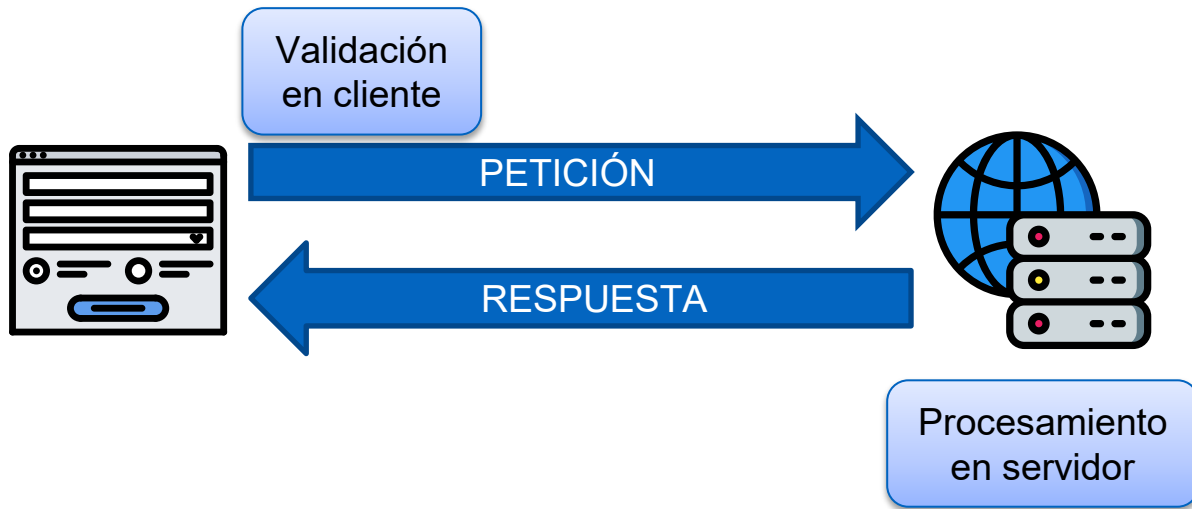 Validación
en cliente
PETICIÓN
RESPUESTA
Procesamiento
en servidor